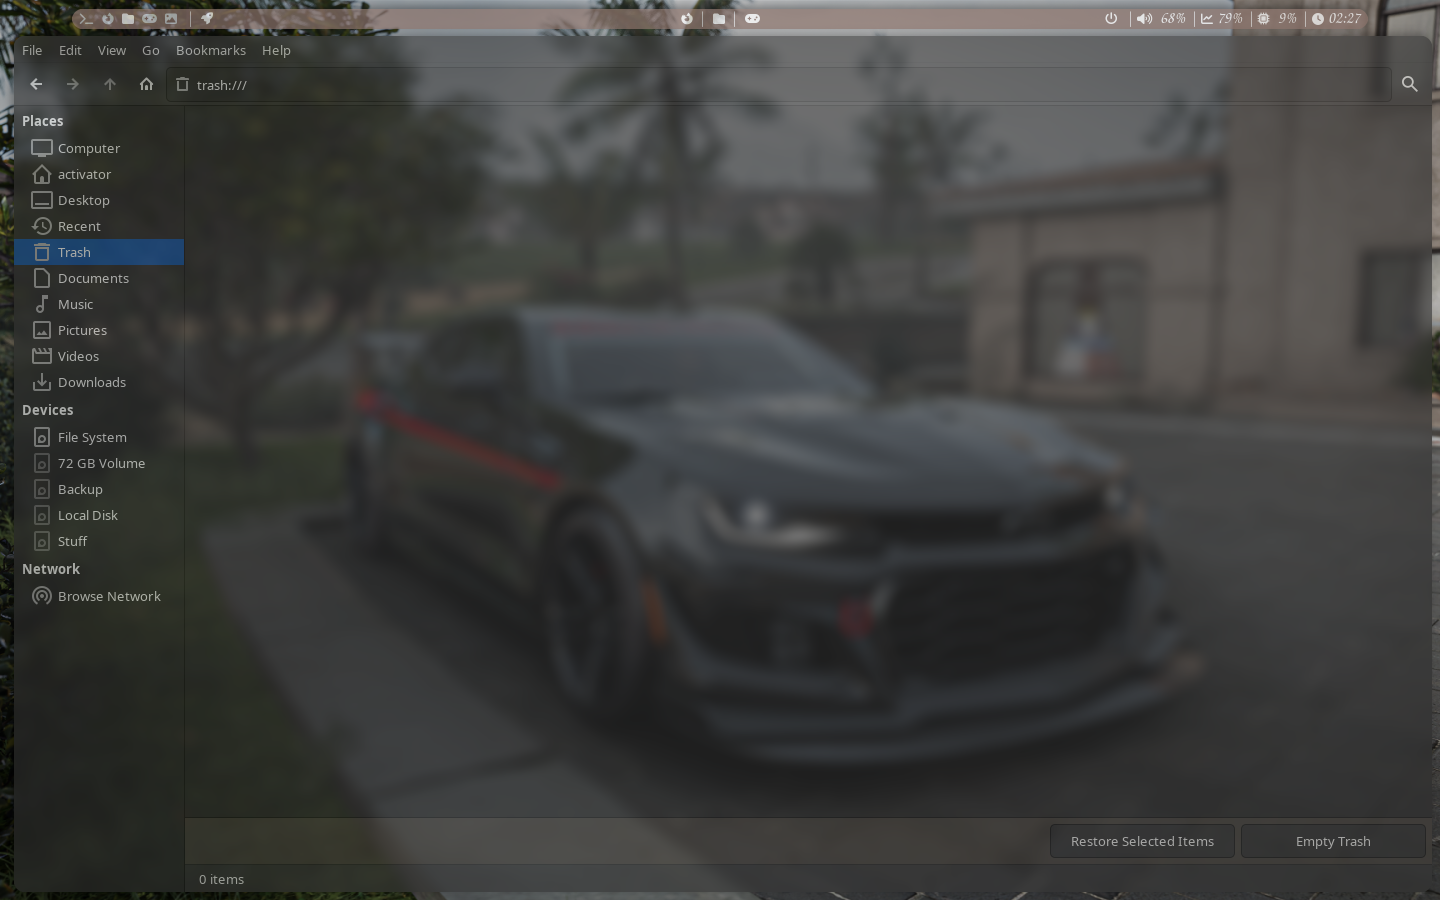 68% 79% 9% 02:27
File Edit View Go Bookmarks Help
trash:///
Places
Computer
activator
Desktop
Recent
Trash
Documents
Music
Pictures
Videos
Downloads
Devices
File System
72 GB Volume
Backup
Local Disk
Stuff
Network
Browse Network
Restore Selected Items Empty Trash
0 items